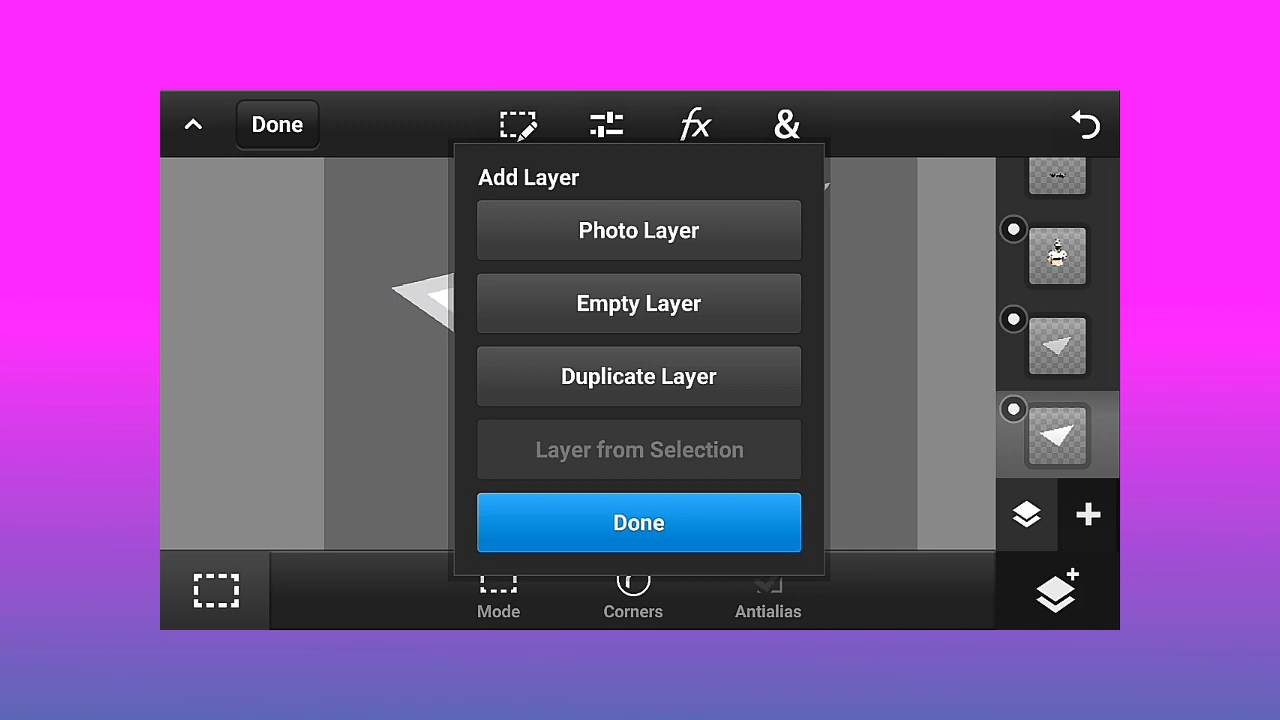 Done
fx
&
Add Layer
Photo Layer
Empty Layer
Duplicate Layer
Layer from Selection
Done
Mode
Corners
Antialias